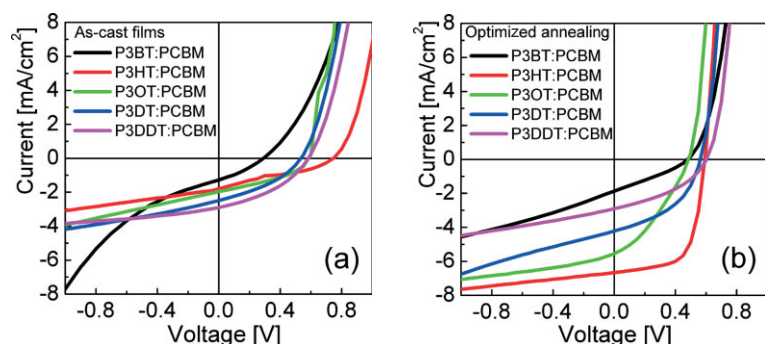 As-cast films
P3BT:PCBM
P3HT:PCBM
P3OT:PCBM
P3DT:PCBM
P3DDT:PCBM
(a)
Current [mA/cm²]
8
6
4
2
0
-2
-4
-6
-8
-0.8
-0.4
0.0
0.4
0.8
Voltage [V]
Optimized annealing
P3BT:PCBM
P3HT:PCBM
P3OT:PCBM
P3DT:PCBM
P3DDT:PCBM
(b)
Current [mA/cm²]
8
6
4
2
0
-2
-4
-6
-8
-0.8
-0.4
0.0
0.4
0.8
Voltage [V]